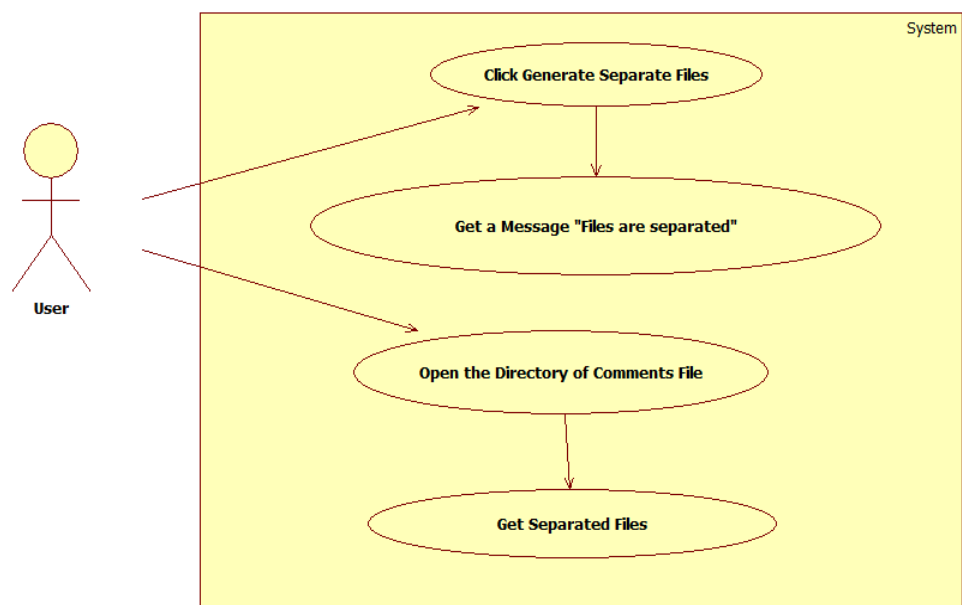 System
Click Generate Separate Files
Get a Message "Files are separated"
User
Open the Directory of Comments File
Get Separated Files